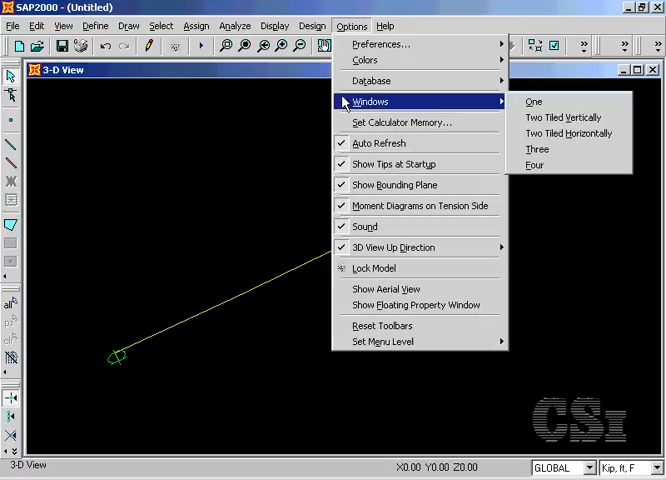 SAP2000 - (Untitled)
File Edit View Define Draw Select Assign Analyze Display Design Options Help
3-D View
Preferences...
Colors
Database
Windows
Set Calculator Memory...
Auto Refresh
Show Tips at Startup
Show Bounding Plane
Moment Diagrams on Tension Side
Sound
3D View Up Direction
Lock Model
Show Aerial View
Show Floating Property Window
Reset Toolbars
Set Menu Level
One
Two Tiled Vertically
Two Tiled Horizontally
Three
Four
all
ps
clr
CSI
3-D View X0.00 Y0.00 Z0.00 GLOBAL Kip, ft, F